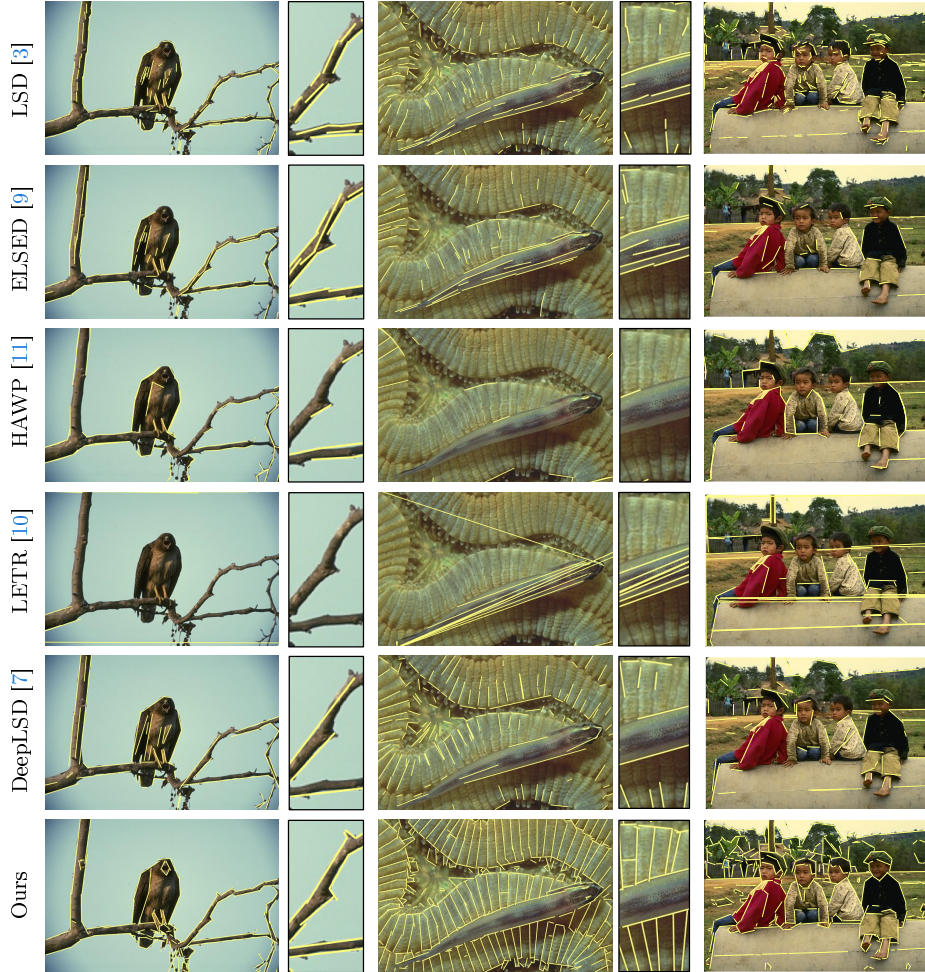 LSD [3]
ELSED [9]
HAWP [11]
LETR [10]
DeepLSD [7]
Ours